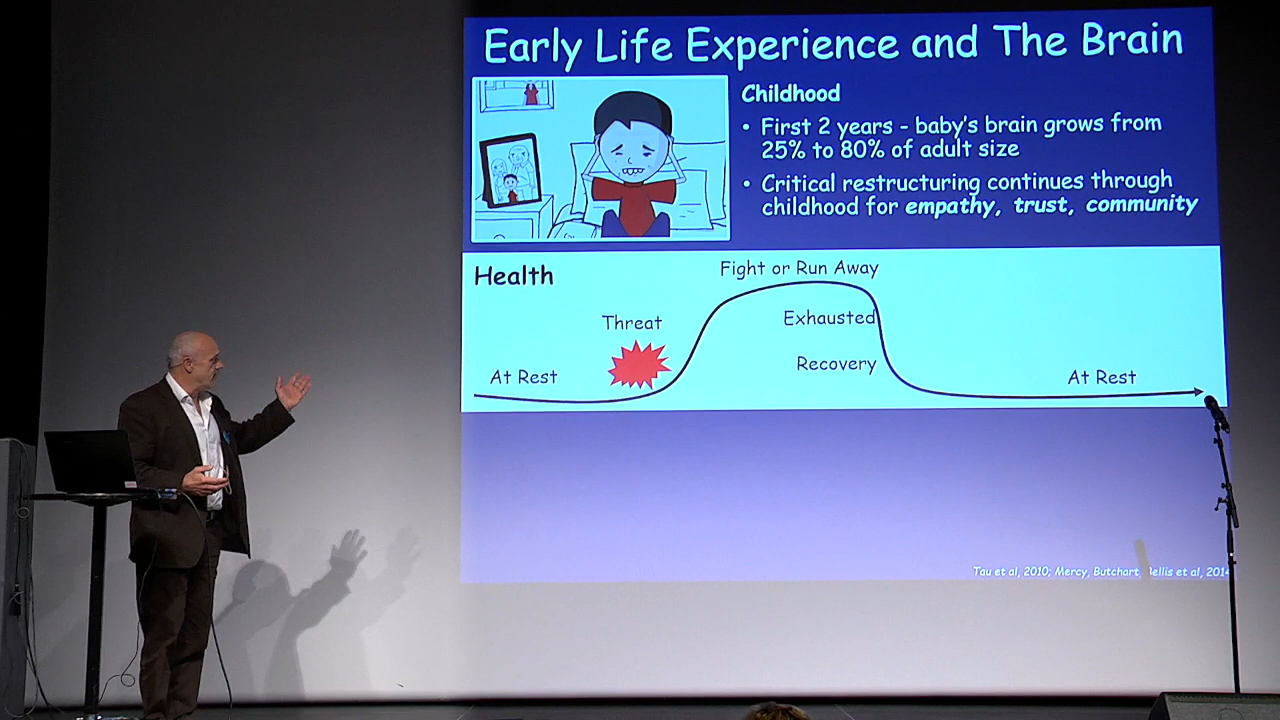 Early Life Experience and The Brain
Childhood
• First 2 years - baby's brain grows from
25% to 80% of adult size
• Critical restructuring continues through
childhood for empathy, trust, community
Health
Fight or Run Away
Threat
Exhausted
Recovery
At Rest
At Rest
Tau et al, 2010; Mercy, Butchart, et al, 2014